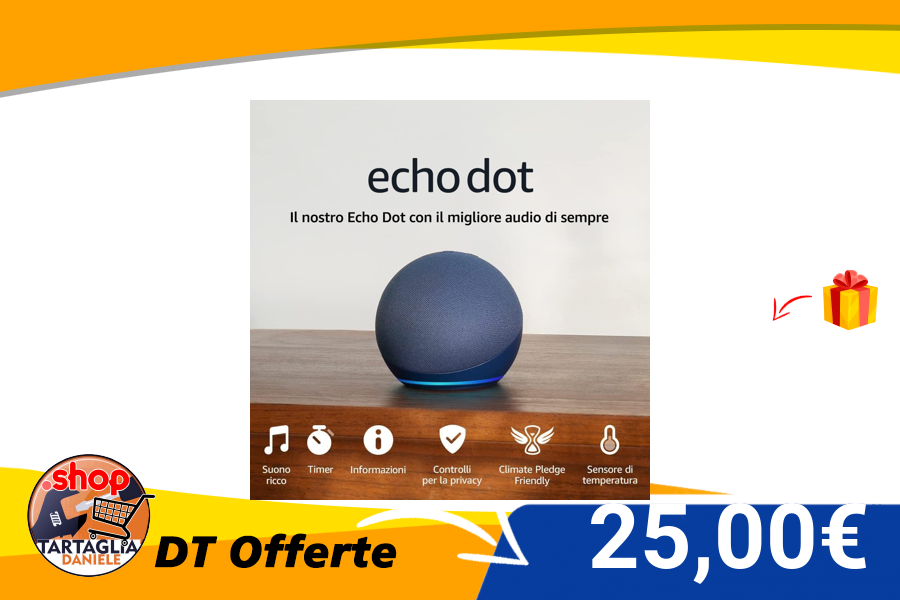 echo dot
Il nostro Echo Dot con il migliore audio di sempre
Suono
ricco
Timer
Informazioni
Controlli
per la privacy
Climate Pledge
Friendly
Sensore di
temperatura
.shop
TARTAGLIA
DANIELE
DT Offerte
25,00€